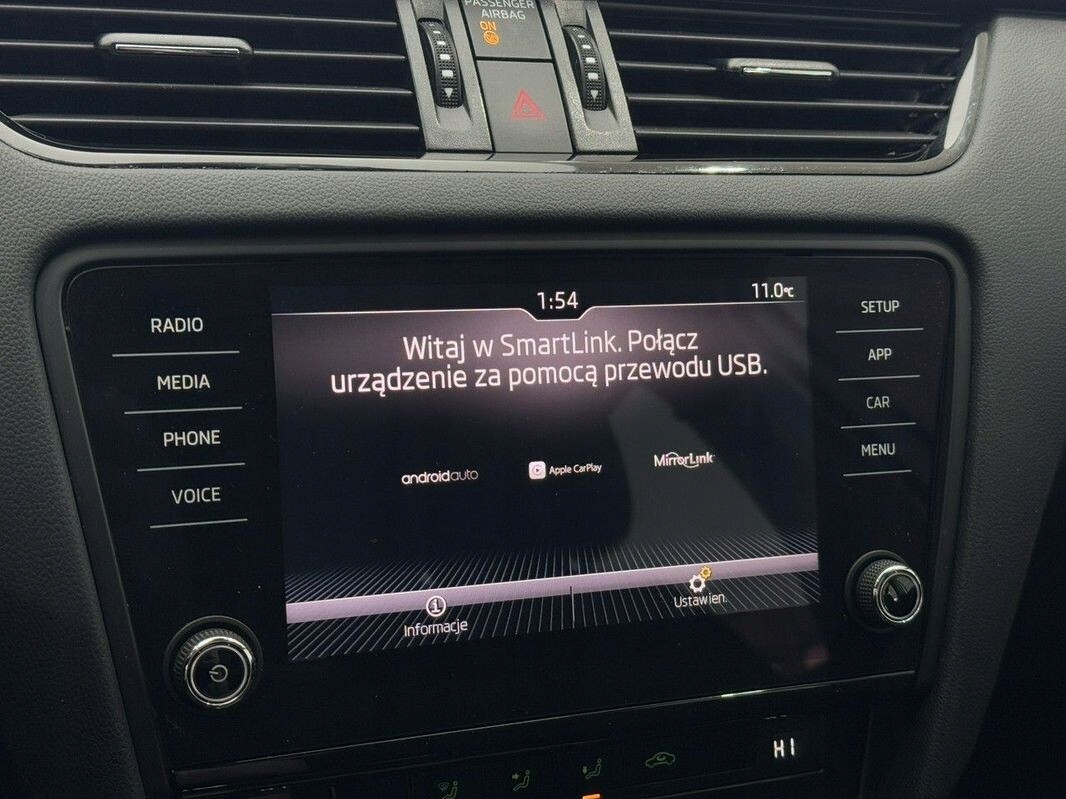 PASSENGER
AIRBAG
ON
1:54
11.0°C
RADIO
MEDIA
PHONE
VOICE
Witaj w SmartLink. Połącz
urządzenie za pomocą przewodu USB.
androidauto
Apple CarPlay
MirrorLink
Informacje
Ustawien.
SETUP
APP
CAR
MENU
HI